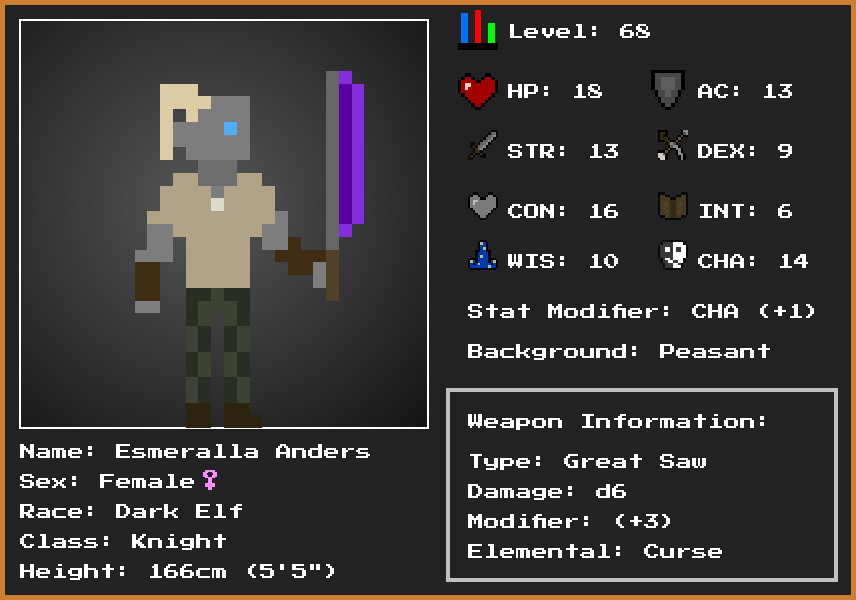 Level: 68
HP: 18 AC: 13
STR: 13 DEX: 9
CON: 16 INT: 6
WIS: 10 CHA: 14
Stat Modifier: CHA (+1)
Background: Peasant
Weapon Information:
Type: Great Saw
Damage: d6
Modifier: (+3)
Elemental: Curse
Name: Esmeralla Anders
Sex: Female♀
Race: Dark Elf
Class: Knight
Height: 166cm (5'5")